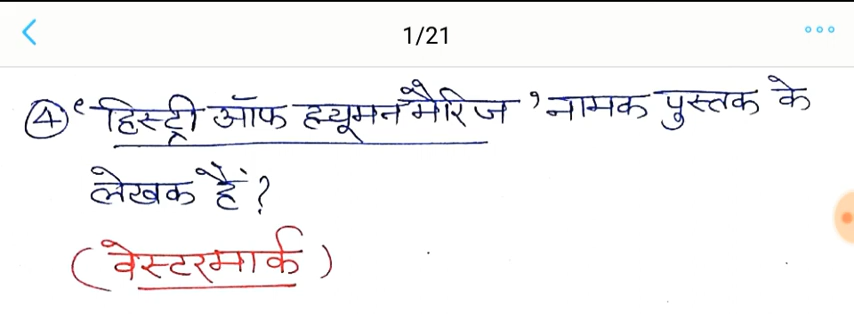 1/21
④ 'हिस्ट्री ऑफ ह्यूमन मैरिज' नामक पुस्तक के
लेखक हैं?
(वेस्टरमार्क)